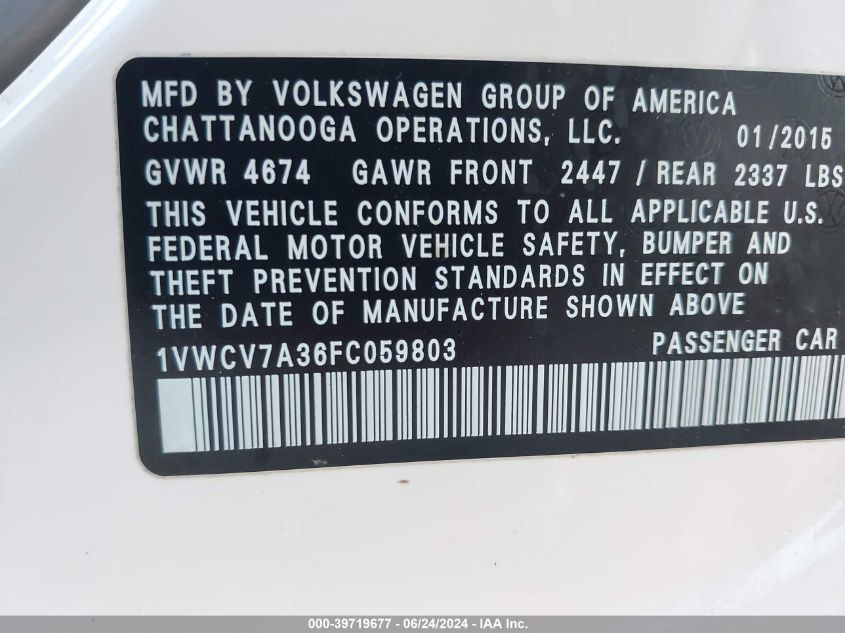 MFD BY VOLKSWAGEN GROUP OF AMERICA
CHATTANOOGA OPERATIONS, LLC. 01/2015
GVWR 4674 GAWR FRONT 2447 / REAR 2337 LBS
THIS VEHICLE CONFORMS TO ALL APPLICABLE U.S.
FEDERAL MOTOR VEHICLE SAFETY, BUMPER AND
THEFT PREVENTION STANDARDS IN EFFECT ON
THE DATE OF MANUFACTURE SHOWN ABOVE
1VWCV7A36FC059803 PASSENGER CAR
000-39719677 - 06/24/2024 - IAA Inc.